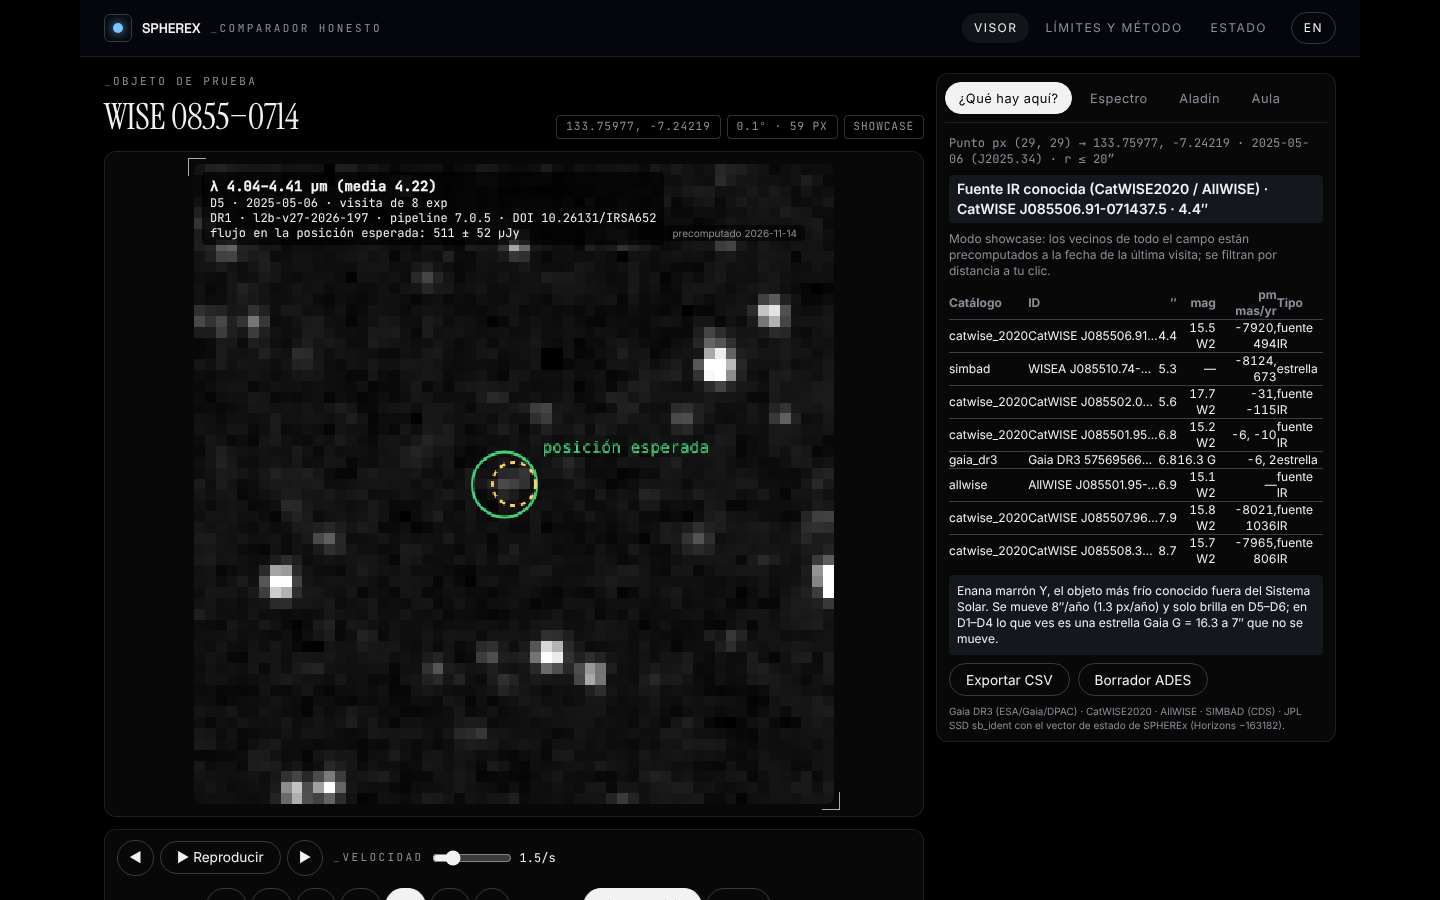 SPHEREX _COMPARADOR HONESTO
VISOR LÍMITES Y MÉTODO ESTADO EN
_OBJETO DE PRUEBA
WISE 0855−0714
133.75977, -7.24219 0.1° · 59 PX SHOWCASE
λ 4.04–4.41 µm (media 4.22)
D5 · 2025-05-06 · visita de 8 exp
DR1 · l2b-v27-2026-197 · pipeline 7.0.5 · DOI 10.26131/IRSA652
flujo en la posición esperada: 511 ± 52 µJy
precomputado 2026-11-14
posición esperada
◀ ▶ Reproducir ▶ _VELOCIDAD 1.5/s
¿Qué hay aquí? Espectro Aladin Aula
Punto px (29, 29) → 133.75977, -7.24219 · 2025-05-
06 (J2025.34) · r ≤ 20″
Fuente IR conocida (CatWISE2020 / AllWISE) ·
CatWISE J085506.91-071437.5 · 4.4″
Modo showcase: los vecinos de todo el campo están
precomputados a la fecha de la última visita; se filtran por
distancia a tu clic.
Catálogo ID ″ mag pm mas/yr Tipo
catwise_2020 CatWISE J085506.91… 4.4 15.5 W2 -7920, 494 fuente IR
simbad WISEA J085510.74-… 5.3 — -8124, 673 estrella
catwise_2020 CatWISE J085502.0… 5.6 17.7 W2 -31, -115 fuente IR
catwise_2020 CatWISE J085501.95… 6.8 15.2 W2 -6, -10 fuente IR
gaia_dr3 Gaia DR3 57569566… 6.8 16.3 G -6, 2 estrella
allwise AllWISE J085501.95-… 6.9 15.1 W2 — fuente IR
catwise_2020 CatWISE J085507.96… 7.9 15.8 W2 -8021, 1036 fuente IR
catwise_2020 CatWISE J085508.3… 8.7 15.7 W2 -7965, 806 fuente IR
Enana marrón Y, el objeto más frío conocido fuera del Sistema
Solar. Se mueve 8″/año (1.3 px/año) y solo brilla en D5–D6; en
D1–D4 lo que ves es una estrella Gaia G = 16.3 a 7″ que no se
mueve.
Exportar CSV Borrador ADES
Gaia DR3 (ESA/Gaia/DPAC) · CatWISE2020 · AllWISE · SIMBAD (CDS) · JPL
SSD sb_ident con el vector de estado de SPHEREx (Horizons −163182).